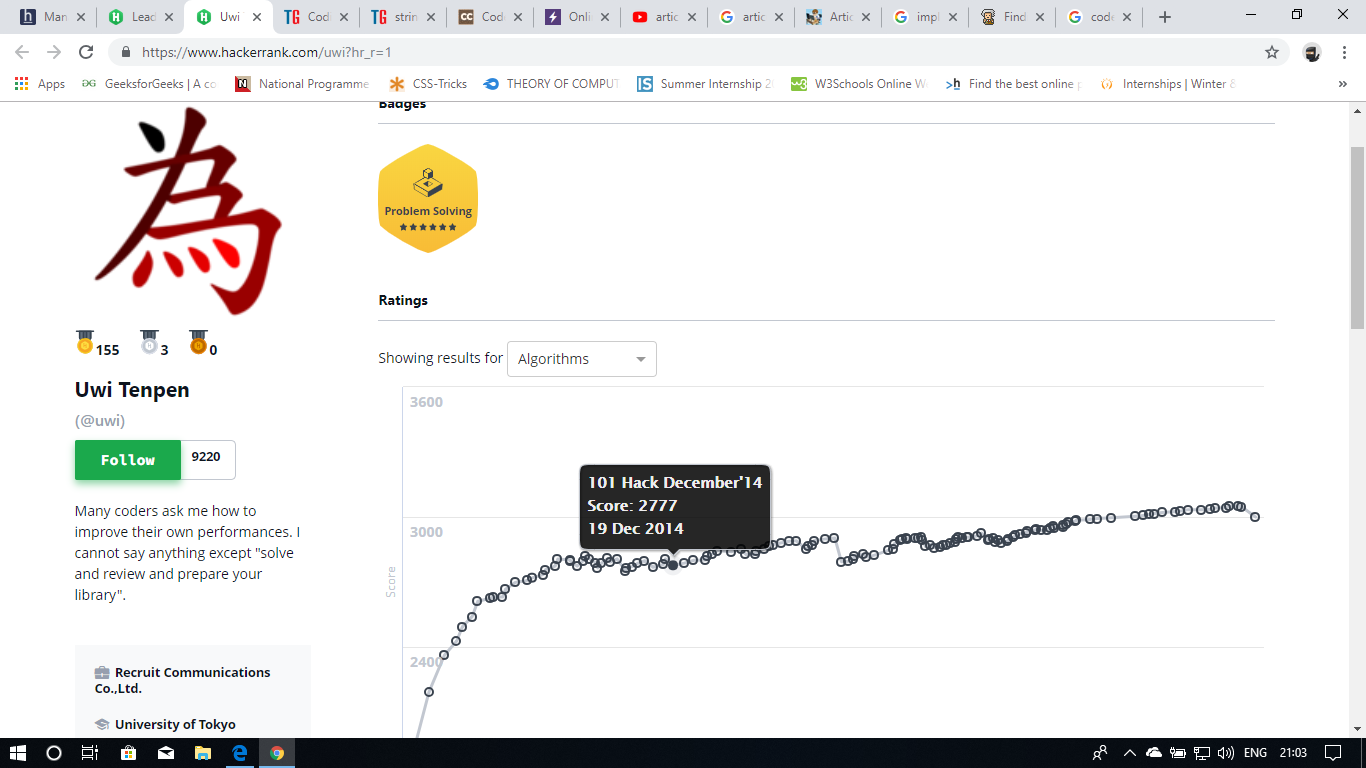 Man
Lead
Uwi
Codi
strin
Cod
Onli
artic
artic
Artic
impl
Find
code
https://www.hackerrank.com/uwi?hr_r=1
Apps
GeeksforGeeks | A co
National Programme
CSS-Tricks
THEORY OF COMPUT
Summer Internship 2
W3Schools Online W
Find the best online p
Internships | Winter &
»
為
155
3
0
Uwi Tenpen
(@uwi)
Follow
9220
Many coders ask me how to
improve their own performances. I
cannot say anything except "solve
and review and prepare your
library".
Recruit Communications
Co.,Ltd.
University of Tokyo
Badges
Problem Solving
Ratings
Showing results for Algorithms
3600
3000
2400
Score
101 Hack December'14
Score: 2777
19 Dec 2014
ENG
21:03